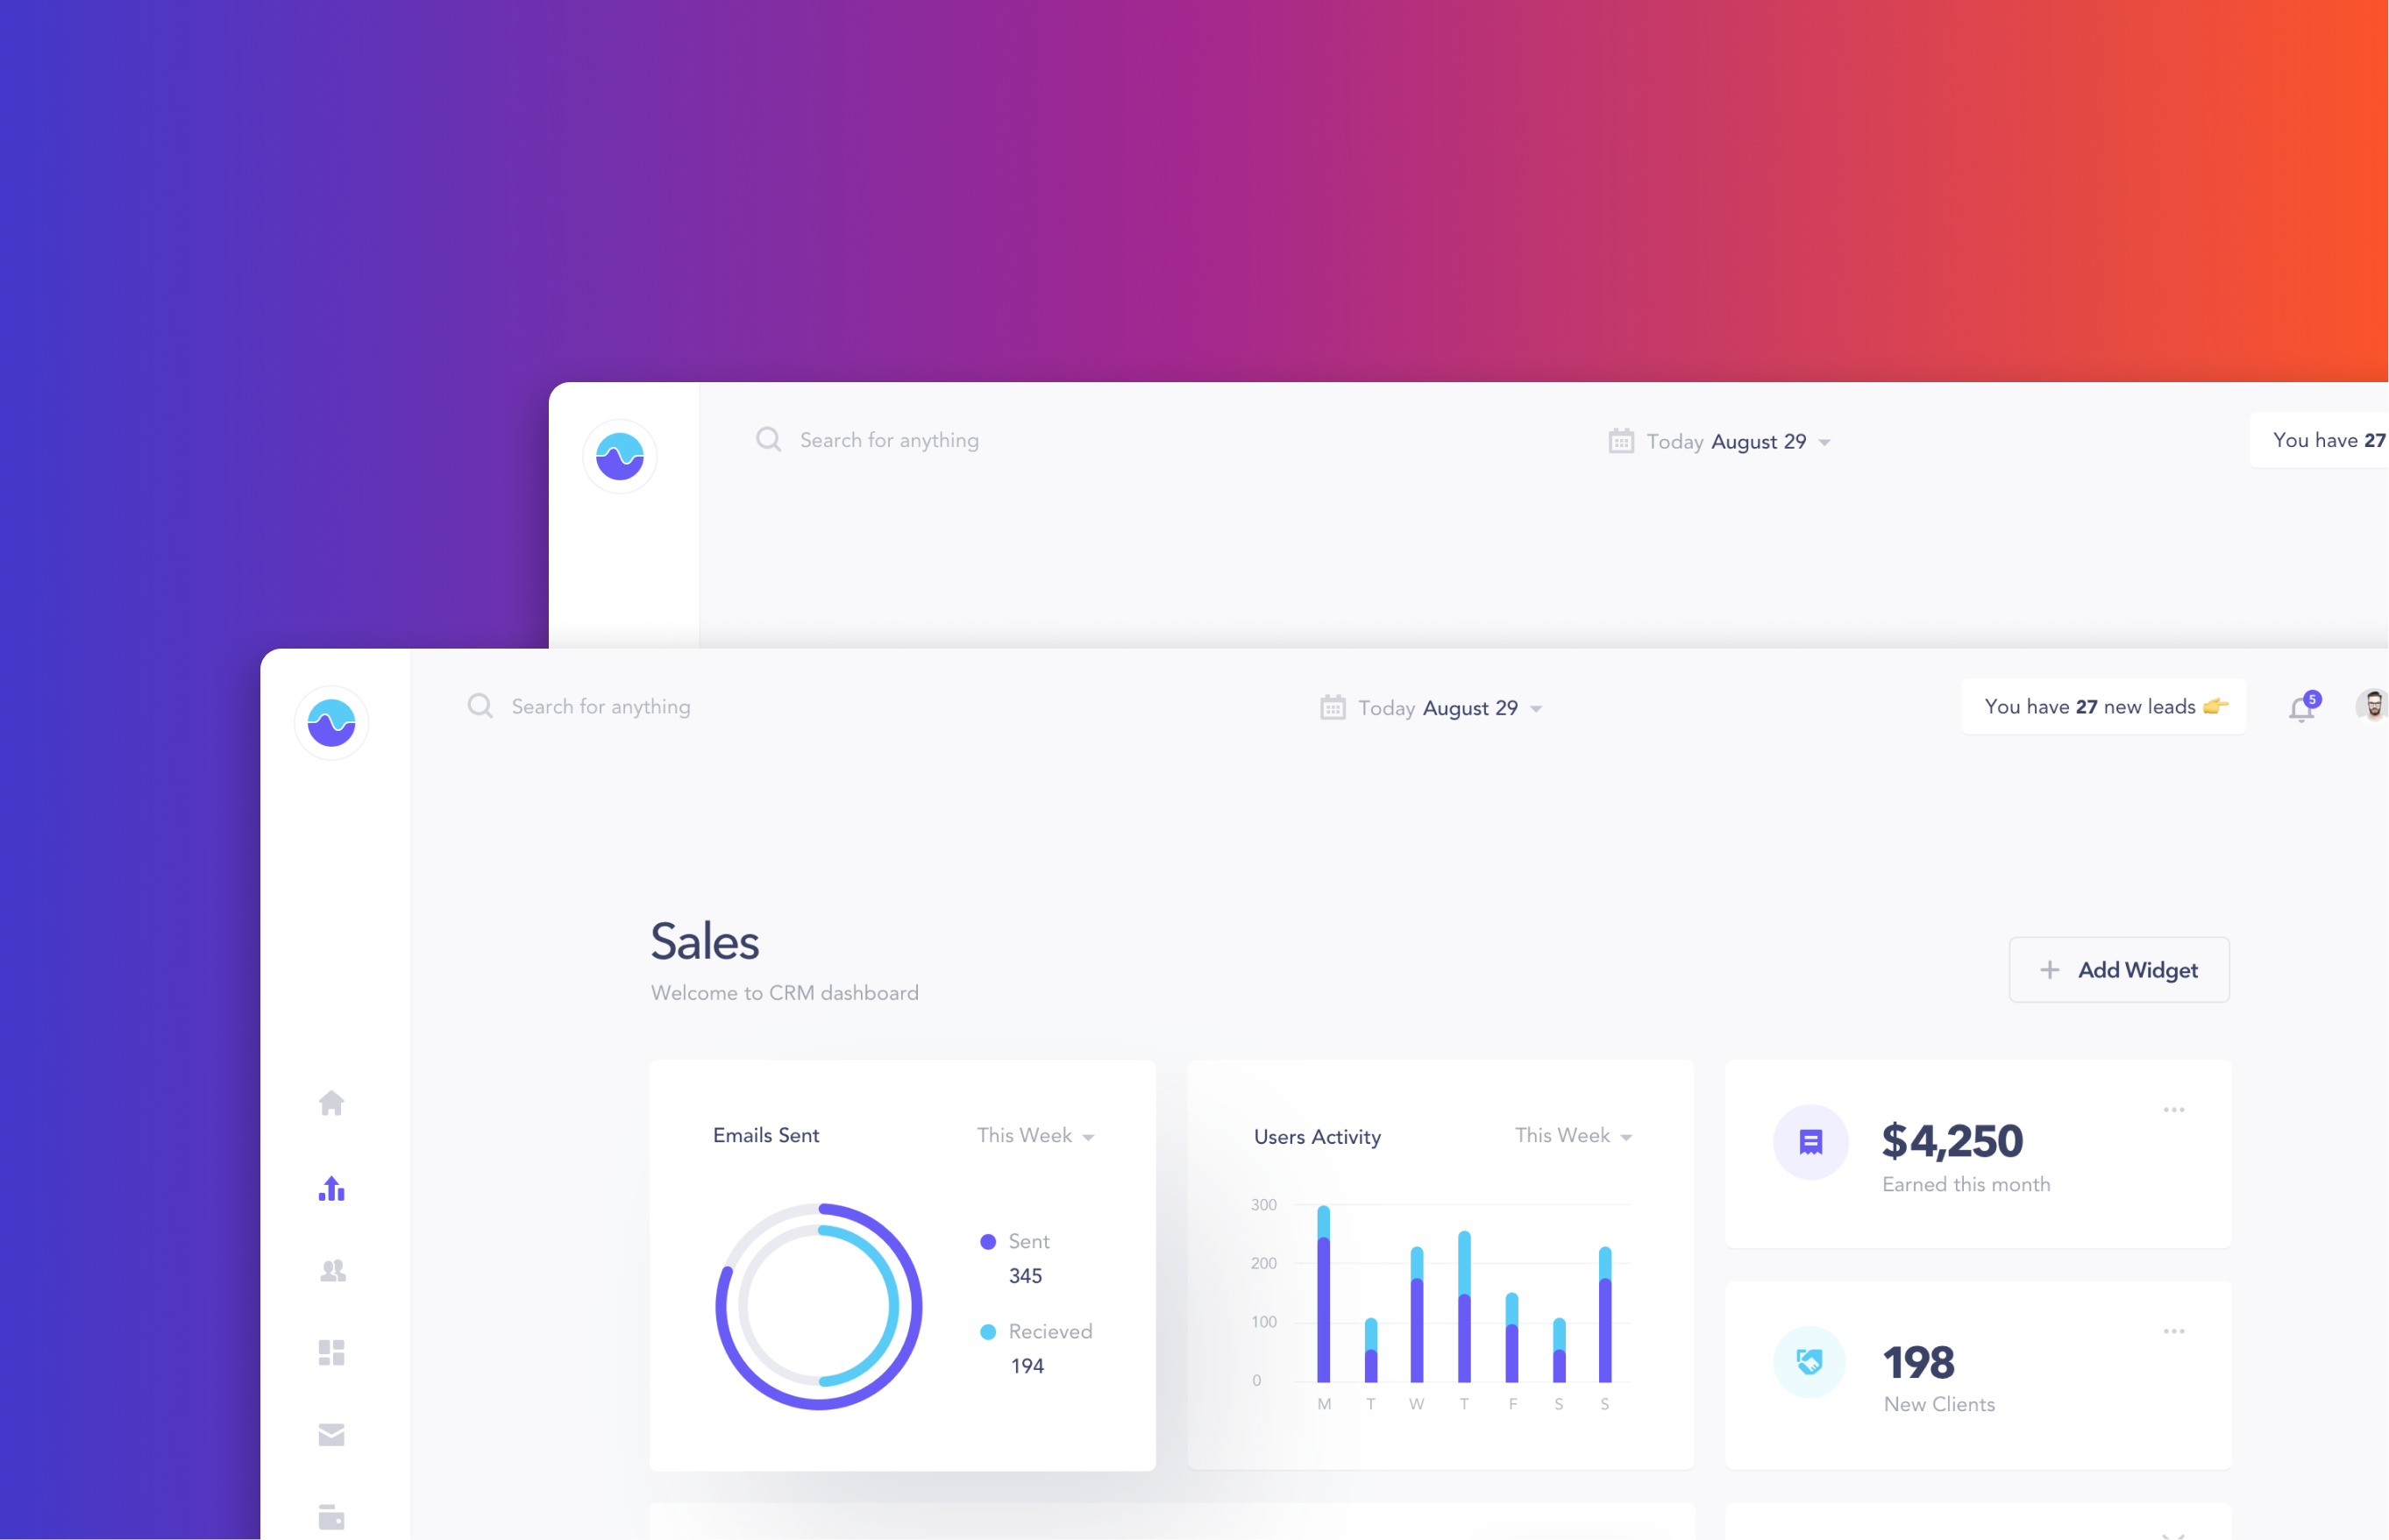 Search for anything
Today August 29
You have 27
Search for anything
Today August 29
You have 27 new leads 👉
5
Sales
Welcome to CRM dashboard
+ Add Widget
Emails Sent
This Week
Sent
345
Recieved
194
Users Activity
This Week
300
200
100
0
M T W T F S S
$4,250
Earned this month
198
New Clients